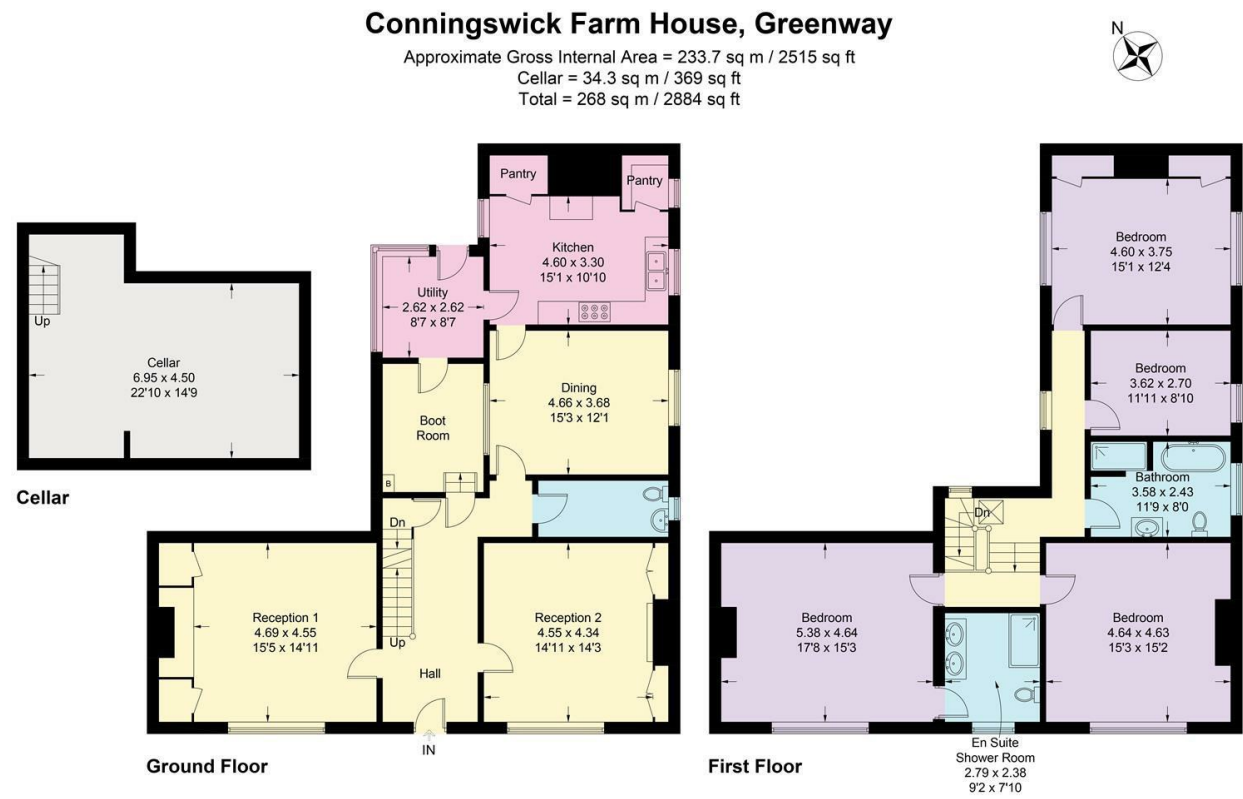 Conningswick Farm House, Greenway
Approximate Gross Internal Area = 233.7 sq m / 2515 sq ft
Cellar = 34.3 sq m / 369 sq ft
Total = 268 sq m / 2884 sq ft
N
Up
Cellar
6.95 x 4.50
22'10 x 14'9
Cellar
Pantry
Pantry
Kitchen
4.60 x 3.30
15'1 x 10'10
Utility
2.62 x 2.62
8'7 x 8'7
Dining
4.66 x 3.68
15'3 x 12'1
Boot
Room
B
Dn
Reception 1
4.69 x 4.55
15'5 x 14'11
Up
Hall
Reception 2
4.55 x 4.34
14'11 x 14'3
IN
Ground Floor
Bedroom
4.60 x 3.75
15'1 x 12'4
Bedroom
3.62 x 2.70
11'11 x 8'10
Bathroom
3.58 x 2.43
11'9 x 8'0
Dn
Bedroom
5.38 x 4.64
17'8 x 15'3
Bedroom
4.64 x 4.63
15'3 x 15'2
En Suite
Shower Room
2.79 x 2.38
9'2 x 7'10
First Floor